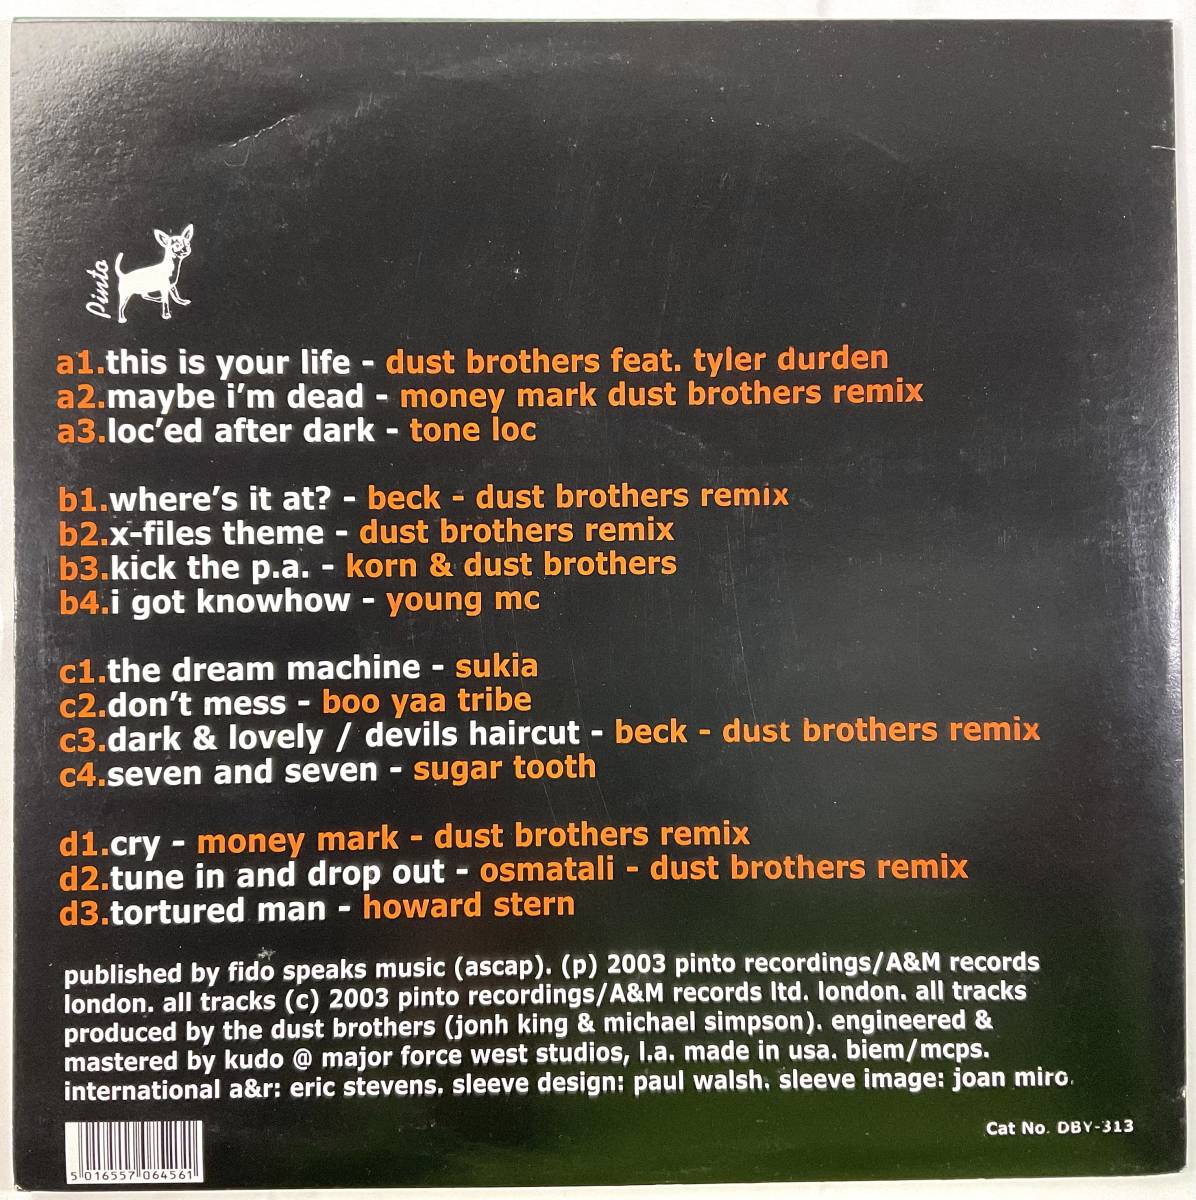 Pinto
a1.this is your life - dust brothers feat. tyler durden
a2.maybe i'm dead - money mark dust brothers remix
a3.loc'ed after dark - tone loc
b1.where's it at? - beck - dust brothers remix
b2.x-files theme - dust brothers remix
b3.kick the p.a. - korn & dust brothers
b4.i got knowhow - young mc
c1.the dream machine - sukia
c2.don't mess - boo yaa tribe
c3.dark & lovely / devils haircut - beck - dust brothers remix
c4.seven and seven - sugar tooth
d1.cry - money mark - dust brothers remix
d2.tune in and drop out - osmatali - dust brothers remix
d3.tortured man - howard stern
published by fido speaks music (ascap). (p) 2003 pinto recordings/A&M records
london. all tracks (c) 2003 pinto recordings/A&M records ltd. london. all tracks
produced by the dust brothers (jonh king & michael simpson). engineered &
mastered by kudo @ major force west studios, l.a. made in usa. biem/mcps.
international a&r: eric stevens. sleeve design: paul walsh. sleeve image: joan miro.
Cat No. DBY-313
5 016557 064561